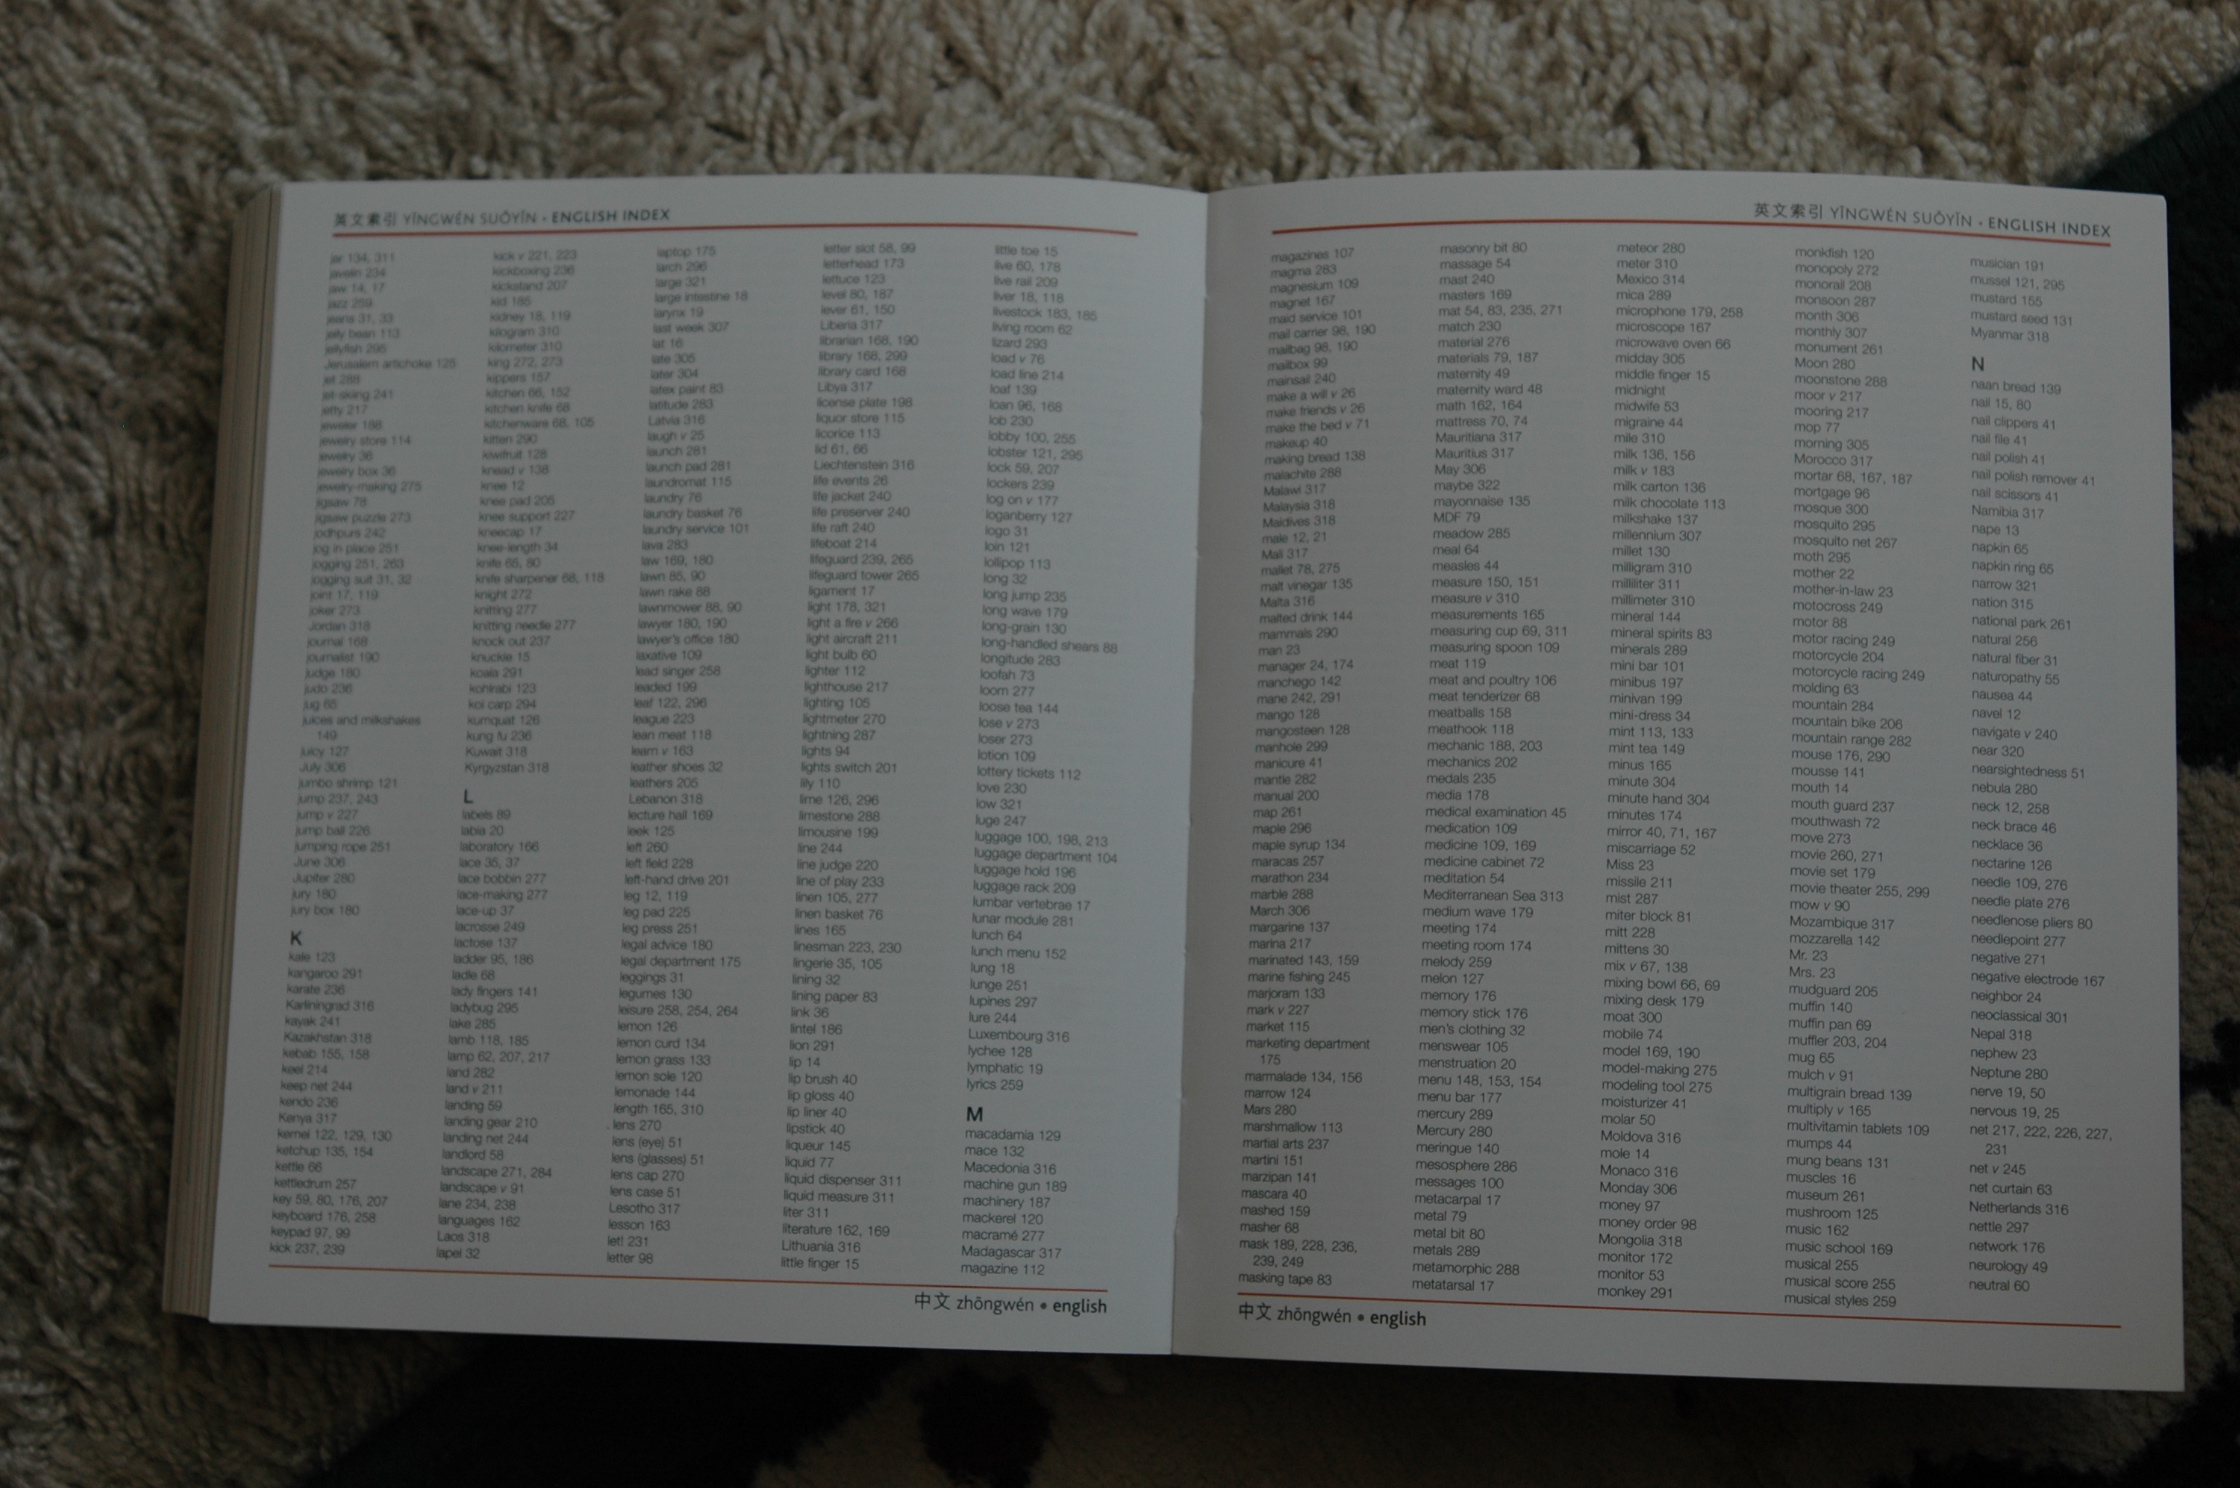 英文索引 YĪNGWÉN SUǑYǏN • ENGLISH INDEX
jar 134, 311
javelin 234
jaw 14, 17
jazz 259
jeans 31, 33
jelly bean 113
jellyfish 295
Jerusalem artichoke 125
jet 288
jet skiing 241
jetty 217
jeweler 188
jewelry store 114
jewelry 36
jewelry box 36
jewelry-making 275
jigsaw 78
jigsaw puzzle 273
jodhpurs 242
jog in place 251
jogging 251, 263
jogging suit 31, 32
joint 17, 119
joker 273
Jordan 318
journal 168
journalist 190
judge 180
judo 236
jug 65
juices and milkshakes
149
juicy 127
July 306
jumbo shrimp 121
jump 237, 243
jump v 227
jump ball 226
jumping rope 251
June 306
Jupiter 280
jury 180
jury box 180
K
kale 123
kangaroo 291
karate 236
Karliningrad 316
kayak 241
Kazakhstan 318
kebab 155, 158
keel 214
keep net 244
kendo 236
Kenya 317
kernel 122, 129, 130
ketchup 135, 154
kettle 66
kettledrum 257
key 59, 80, 176, 207
keyboard 176, 258
keypad 97, 99
kick 237, 239
kick v 221, 223
kickboxing 236
kickstand 207
kid 185
kidney 18, 119
kilogram 310
kilometer 310
king 272, 273
kippers 157
kitchen 66, 152
kitchen knife 68
kitchenware 68, 105
kitten 290
kiwifruit 128
knead v 138
knee 12
knee pad 205
knee support 227
kneecap 17
knee-length 34
knife 65, 80
knife sharpener 68, 118
knight 272
knitting 277
knitting needle 277
knock out 237
knuckle 15
koala 291
kohlrabi 123
koi carp 294
kumquat 126
kung fu 236
Kuwait 318
Kyrgyzstan 318
L
labels 89
labia 20
laboratory 166
lace 35, 37
lace bobbin 277
lace-making 277
lace-up 37
lacrosse 249
lactose 137
ladder 95, 186
ladle 68
lady fingers 141
ladybug 295
lake 285
lamb 118, 185
lamp 62, 207, 217
land 282
land v 211
landing 59
landing gear 210
landing net 244
landlord 58
landscape 271, 284
landscape v 91
lane 234, 238
languages 162
Laos 318
lapel 32
laptop 175
larch 296
large 321
large intestine 18
larynx 19
last week 307
lat 16
late 305
later 304
latex paint 83
latitude 283
Latvia 316
laugh v 25
launch 281
launch pad 281
laundromat 115
laundry 76
laundry basket 76
laundry service 101
lava 283
law 169, 180
lawn 85, 90
lawn rake 88
lawnmower 88, 90
lawyer 180, 190
lawyer's office 180
laxative 109
lead singer 258
leaded 199
leaf 122, 296
league 223
lean meat 118
learn v 163
leather shoes 32
leathers 205
Lebanon 318
lecture hall 169
leek 125
left 260
left field 228
left-hand drive 201
leg 12, 119
leg pad 225
leg press 251
legal advice 180
legal department 175
leggings 31
legumes 130
leisure 258, 254, 264
lemon 126
lemon curd 134
lemon grass 133
lemon sole 120
lemonade 144
length 165, 310
lens 270
lens (eye) 51
lens (glasses) 51
lens cap 270
lens case 51
Lesotho 317
lesson 163
let! 231
letter 98
letter slot 58, 99
letterhead 173
lettuce 123
level 80, 187
lever 61, 150
Liberia 317
librarian 168, 190
library 168, 299
library card 168
Libya 317
license plate 198
liquor store 115
licorice 113
lid 61, 66
Liechtenstein 316
life events 26
life jacket 240
life preserver 240
life raft 240
lifeboat 214
lifeguard 239, 265
lifeguard tower 265
ligament 17
light 178, 321
light a fire v 266
light aircraft 211
light bulb 60
lighter 112
lighthouse 217
lighting 105
lightmeter 270
lightning 287
lights 94
lights switch 201
lily 110
lime 126, 296
limestone 288
limousine 199
line 244
line judge 220
line of play 233
linen 105, 277
linen basket 76
lines 165
linesman 223, 230
lingerie 35, 105
lining 32
lining paper 83
link 36
lintel 186
lion 291
lip 14
lip brush 40
lip gloss 40
lip liner 40
lipstick 40
liqueur 145
liquid 77
liquid dispenser 311
liquid measure 311
liter 311
literature 162, 169
Lithuania 316
little finger 15
little toe 15
live 60, 178
live rail 209
liver 18, 118
livestock 183, 185
living room 62
lizard 293
load v 76
load line 214
loaf 139
loan 96, 168
lob 230
lobby 100, 255
lobster 121, 295
lock 59, 207
lockers 239
log on v 177
loganberry 127
logo 31
loin 121
lollipop 113
long 32
long jump 235
long wave 179
long-grain 130
long-handled shears 88
longitude 283
loofah 73
loom 277
loose tea 144
lose v 273
loser 273
lotion 109
lottery tickets 112
love 230
low 321
luge 247
luggage 100, 198, 213
luggage department 104
luggage hold 196
luggage rack 209
lumbar vertebrae 17
lunar module 281
lunch 64
lunch menu 152
lung 18
lunge 251
lupines 297
lure 244
Luxembourg 316
lychee 128
lymphatic 19
lyrics 259
M
macadamia 129
mace 132
Macedonia 316
machine gun 189
machinery 187
mackerel 120
macramé 277
Madagascar 317
magazine 112
中文 zhōngwén • english
英文索引 YĪNGWÉN SUǑYǏN • ENGLISH INDEX
magazines 107
magma 283
magnesium 109
magnet 167
maid service 101
mail carrier 98, 190
mailbag 98, 190
mailbox 99
mainsail 240
make a will v 26
make friends v 26
make the bed v 71
makeup 40
making bread 138
malachite 288
Malawi 317
Malaysia 318
Maldives 318
male 12, 21
Mali 317
mallet 78, 275
malt vinegar 135
Malta 316
malted drink 144
mammals 290
man 23
manager 24, 174
manchego 142
mane 242, 291
mango 128
mangosteen 128
manhole 299
manicure 41
mantle 282
manual 200
map 261
maple 296
maple syrup 134
maracas 257
marathon 234
marble 288
March 306
margarine 137
marina 217
marinated 143, 159
marine fishing 245
marjoram 133
mark v 227
market 115
marketing department
175
marmalade 134, 156
marrow 124
Mars 280
marshmallow 113
martial arts 237
martini 151
marzipan 141
mascara 40
mashed 159
masher 68
mask 189, 228, 236,
239, 249
masking tape 83
masonry bit 80
massage 54
mast 240
masters 169
mat 54, 83, 235, 271
match 230
material 276
materials 79, 187
maternity 49
maternity ward 48
math 162, 164
mattress 70, 74
Mauritiana 317
Mauritius 317
May 306
maybe 322
mayonnaise 135
MDF 79
meadow 285
meal 64
measles 44
measure 150, 151
measure v 310
measurements 165
measuring cup 69, 311
measuring spoon 109
meat 119
meat and poultry 106
meat tenderizer 68
meatballs 158
meathook 118
mechanic 188, 203
mechanics 202
medals 235
media 178
medical examination 45
medication 109
medicine 109, 169
medicine cabinet 72
meditation 54
Mediterranean Sea 313
medium wave 179
meeting 174
meeting room 174
melody 259
melon 127
memory 176
memory stick 176
men's clothing 32
menswear 105
menstruation 20
menu 148, 153, 154
menu bar 177
mercury 289
Mercury 280
meringue 140
mesosphere 286
messages 100
metacarpal 17
metal 79
metal bit 80
metals 289
metamorphic 288
metatarsal 17
meteor 280
meter 310
Mexico 314
mica 289
microphone 179, 258
microscope 167
microwave oven 66
midday 305
middle finger 15
midnight
midwife 53
migraine 44
mile 310
milk 136, 156
milk v 183
milk carton 136
milk chocolate 113
milkshake 137
millennium 307
millet 130
milligram 310
milliliter 311
millimeter 310
mineral 144
mineral spirits 83
minerals 289
mini bar 101
minibus 197
minivan 199
mini-dress 34
mint 113, 133
mint tea 149
minus 165
minute 304
minute hand 304
minutes 174
mirror 40, 71, 167
miscarriage 52
Miss 23
missile 211
mist 287
miter block 81
mitt 228
mittens 30
mix v 67, 138
mixing bowl 66, 69
mixing desk 179
moat 300
mobile 74
model 169, 190
model-making 275
modeling tool 275
moisturizer 41
molar 50
Moldova 316
mole 14
Monaco 316
Monday 306
money 97
money order 98
Mongolia 318
monitor 172
monitor 53
monkey 291
monkfish 120
monopoly 272
monorail 208
monsoon 287
month 306
monthly 307
monument 261
Moon 280
moonstone 288
moor v 217
mooring 217
mop 77
morning 305
Morocco 317
mortar 68, 167, 187
mortgage 96
mosque 300
mosquito 295
mosquito net 267
moth 295
mother 22
mother-in-law 23
motocross 249
motor 88
motor racing 249
motorcycle 204
motorcycle racing 249
molding 63
mountain 284
mountain bike 206
mountain range 282
mouse 176, 290
mousse 141
mouth 14
mouth guard 237
mouthwash 72
move 273
movie 260, 271
movie set 179
movie theater 255, 299
mow v 90
Mozambique 317
mozzarella 142
Mr. 23
Mrs. 23
mudguard 205
muffin 140
muffin pan 69
muffler 203, 204
mug 65
mulch v 91
multigrain bread 139
multiply v 165
multivitamin tablets 109
mumps 44
mung beans 131
muscles 16
museum 261
mushroom 125
music 162
music school 169
musical 255
musical score 255
musical styles 259
musician 191
mussel 121, 295
mustard 155
mustard seed 131
Myanmar 318
N
naan bread 139
nail 15, 80
nail clippers 41
nail file 41
nail polish 41
nail polish remover 41
nail scissors 41
Namibia 317
nape 13
napkin 65
napkin ring 65
narrow 321
nation 315
national park 261
natural 256
natural fiber 31
naturopathy 55
nausea 44
navel 12
navigate v 240
near 320
nearsightedness 51
nebula 280
neck 12, 258
neck brace 46
necklace 36
nectarine 126
needle 109, 276
needle plate 276
needlenose pliers 80
needlepoint 277
negative 271
negative electrode 167
neighbor 24
neoclassical 301
Nepal 318
nephew 23
Neptune 280
nerve 19, 50
nervous 19, 25
net 217, 222, 226, 227,
231
net v 245
net curtain 63
Netherlands 316
nettle 297
network 176
neurology 49
neutral 60
中文 zhōngwén • english